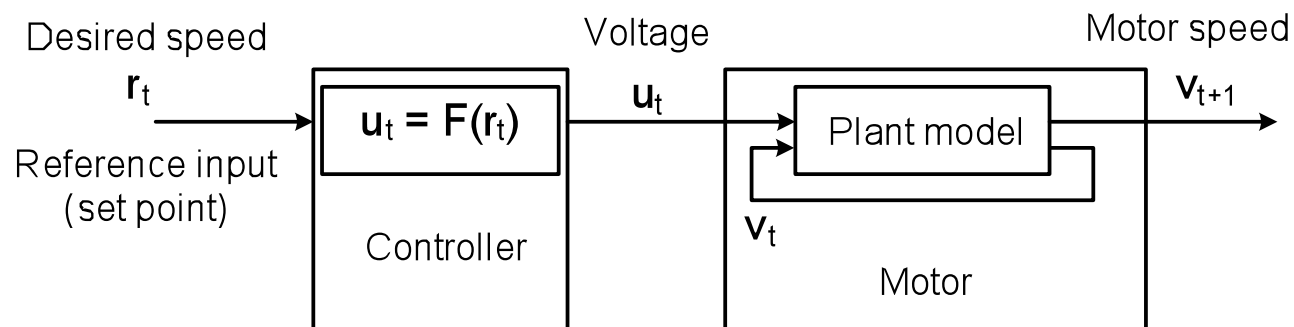 Desired speed
r_t
Reference input
(set point)
u_t = F(r_t)
Controller
Voltage
u_t
Plant model
v_t
Motor
Motor speed
v_{t+1}